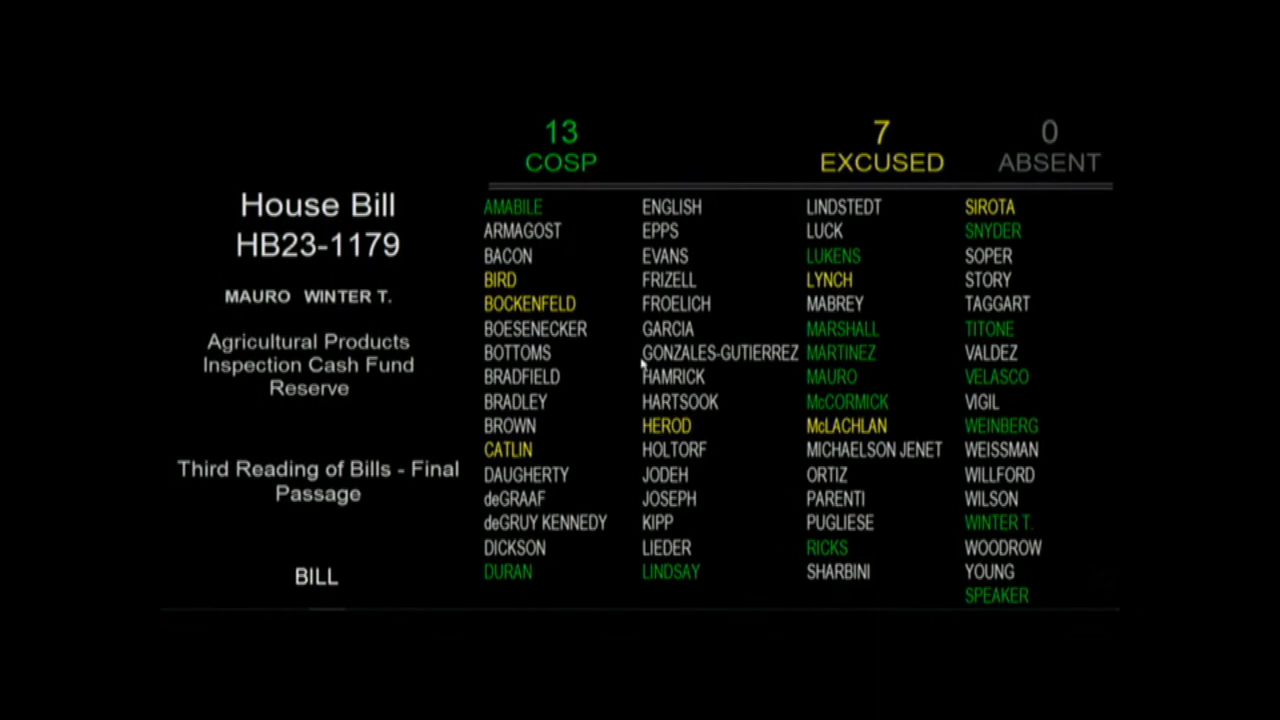 13 7 0
COSP EXCUSED ABSENT
House Bill
HB23-1179
MAURO WINTER T.
Agricultural Products
Inspection Cash Fund
Reserve
Third Reading of Bills - Final
Passage
BILL
AMABILE
ARMAGOST
BACON
BIRD
BOCKENFELD
BOESENECKER
BOTTOMS
BRADFIELD
BRADLEY
BROWN
CATLIN
DAUGHERTY
deGRAAF
deGRUY KENNEDY
DICKSON
DURAN
ENGLISH
EPPS
EVANS
FRIZELL
FROELICH
GARCIA
GONZALES-GUTIERREZ
HAMRICK
HARTSOOK
HEROD
HOLTORF
JODEH
JOSEPH
KIPP
LIEDER
LINDSAY
LINDSTEDT
LUCK
LUKENS
LYNCH
MABREY
MARSHALL
MARTINEZ
MAURO
McCORMICK
McLACHLAN
MICHAELSON JENET
ORTIZ
PARENTI
PUGLIESE
RICKS
SHARBINI
SIROTA
SNYDER
SOPER
STORY
TAGGART
TITONE
VALDEZ
VELASCO
VIGIL
WEINBERG
WEISSMAN
WILLFORD
WILSON
WINTER T.
WOODROW
YOUNG
SPEAKER